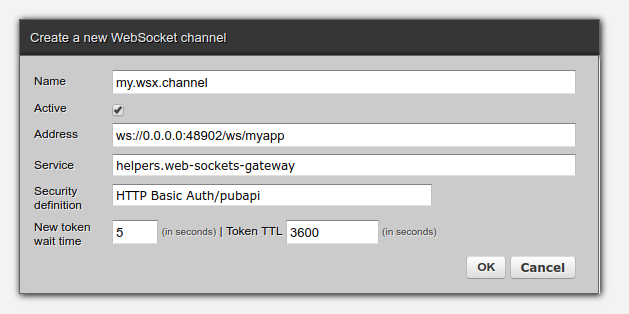 Create a new WebSocket channel
Name my.wsx.channel
Active
Address ws://0.0.0.0:48902/ws/myapp
Service helpers.web-sockets-gateway
Security
definition HTTP Basic Auth/pubapi
New token
wait time 5 (in seconds) | Token TTL 3600 (in seconds)
OK Cancel